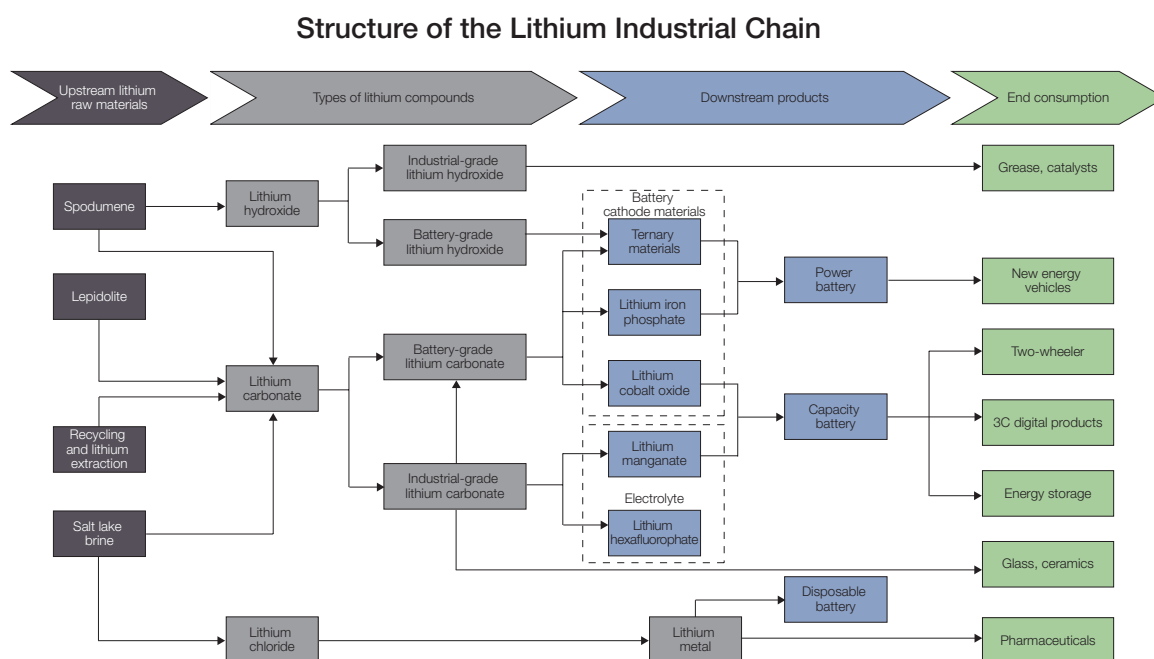 Structure of the Lithium Industrial Chain
Upstream lithium
raw materials
Types of lithium compounds
Downstream products
End consumption
Industrial-grade
lithium hydroxide
Grease, catalysts
Spodumene
Lithium
hydroxide
Battery
cathode materials
Battery-grade
lithium hydroxide
Ternary
materials
Lepidolite
Lithium iron
phosphate
Power
battery
New energy
vehicles
Lithium
carbonate
Battery-grade
lithium carbonate
Lithium
cobalt oxide
Two-wheeler
Capacity
battery
3C digital products
Recycling
and lithium
extraction
Lithium
manganate
Industrial-grade
lithium carbonate
Electrolyte
Energy storage
Salt lake
brine
Lithium
hexafluorophate
Glass, ceramics
Disposable
battery
Lithium
chloride
Lithium
metal
Pharmaceuticals